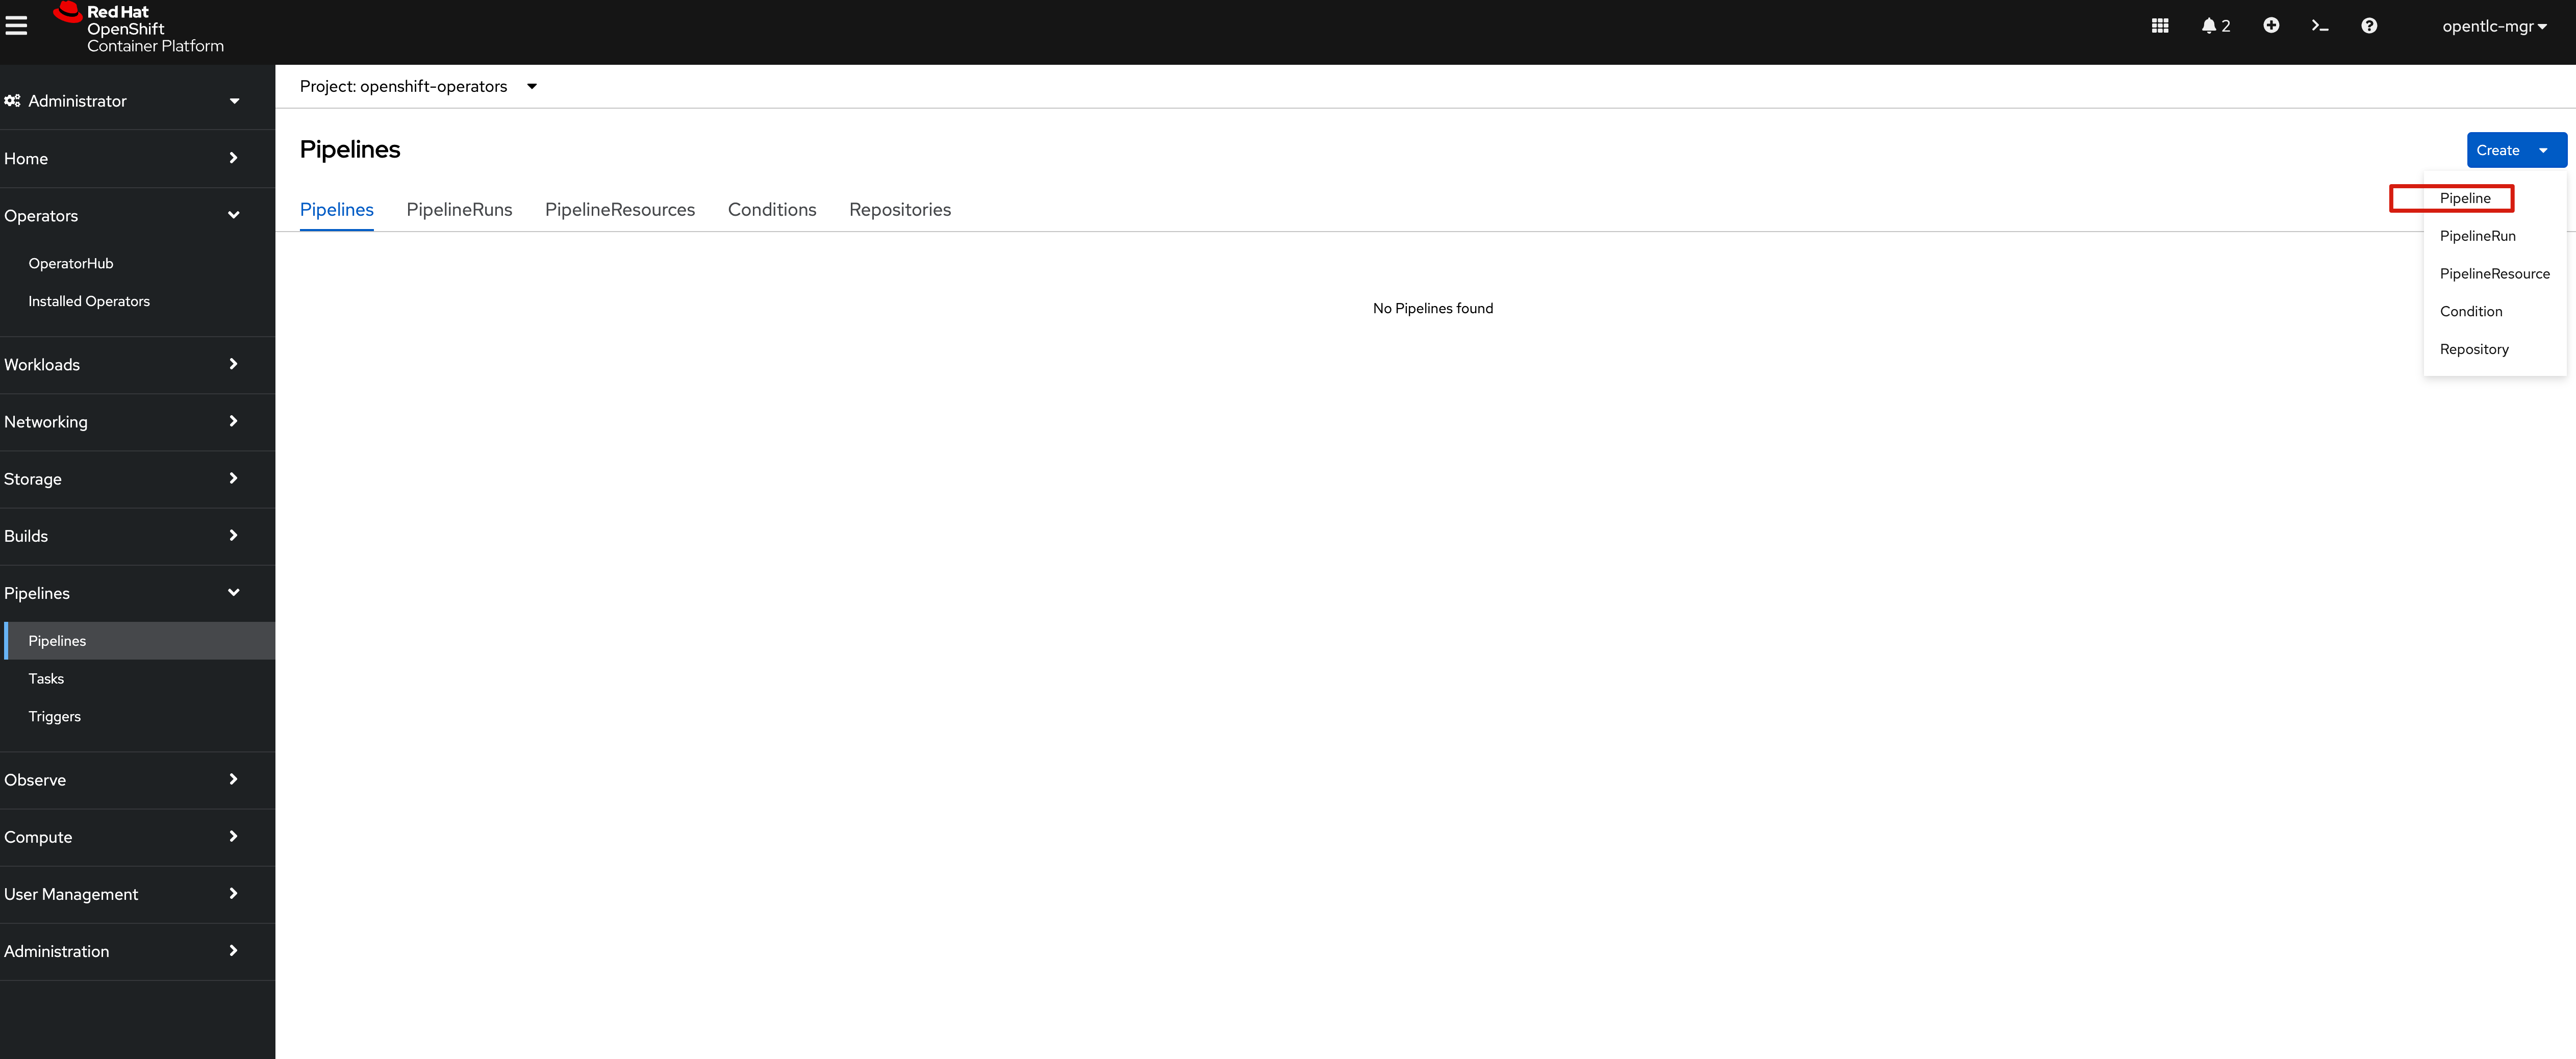 Red Hat
OpenShift
Container Platform
2
opentlc-mgr
Administrator
Home
Operators
OperatorHub
Installed Operators
Workloads
Networking
Storage
Builds
Pipelines
Pipelines
Tasks
Triggers
Observe
Compute
User Management
Administration
Project: openshift-operators
Pipelines
Create
Pipelines PipelineRuns PipelineResources Conditions Repositories
Pipeline
PipelineRun
PipelineResource
Condition
Repository
No Pipelines found